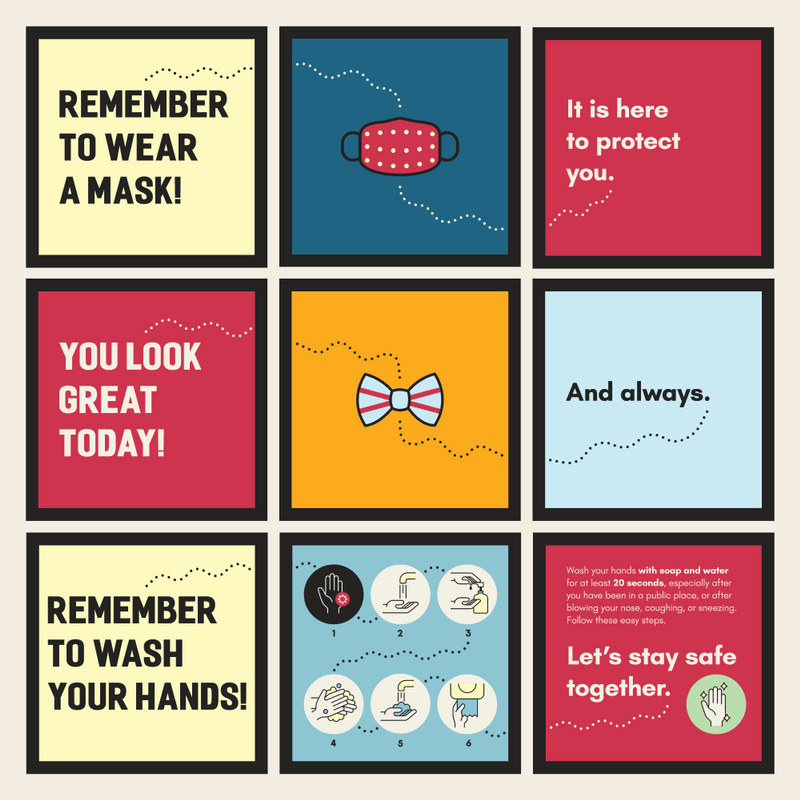 REMEMBER
TO WEAR
A MASK!
It is here
to protect
you.
YOU LOOK
GREAT
TODAY!
And always.
REMEMBER
TO WASH
YOUR HANDS!
1 2 3
4 5 6
Wash your hands with soap and water
for at least 20 seconds, especially after
you have been in a public place, or after
blowing your nose, coughing, or sneezing.
Follow these easy steps.
Let's stay safe
together.